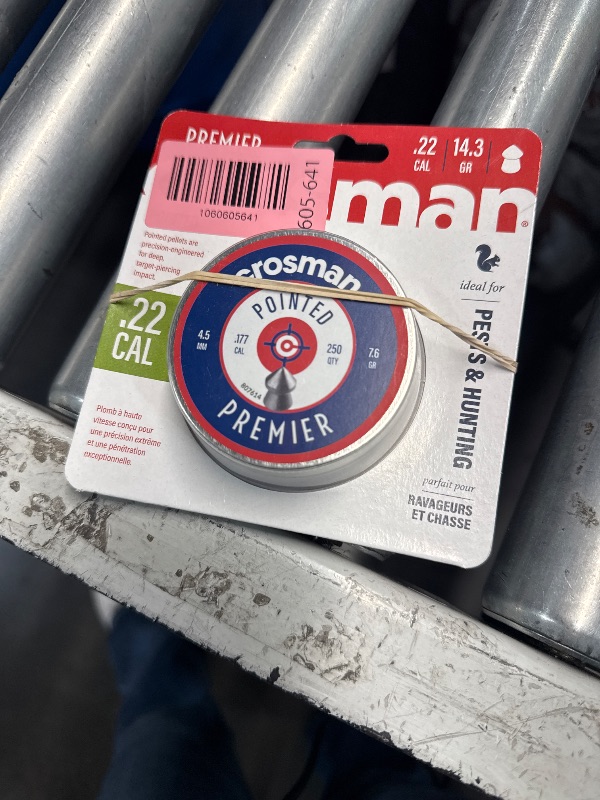 PREMIER
.22 CAL
14.3 GR
man
1060605641
605-641
Pointed pellets are
precision-engineered
for deep,
target-piercing
impact.
.22
CAL
Plomb à haute
vitesse conçu pour
une précision extrême
et une pénétration
exceptionnelle.
crosman
POINTED
4.5
MM
.177
CAL
250
QTY
7.6
GR
807614
PREMIER
ideal for
PESTS & HUNTING
parfait pour
RAVAGEURS
ET CHASSE